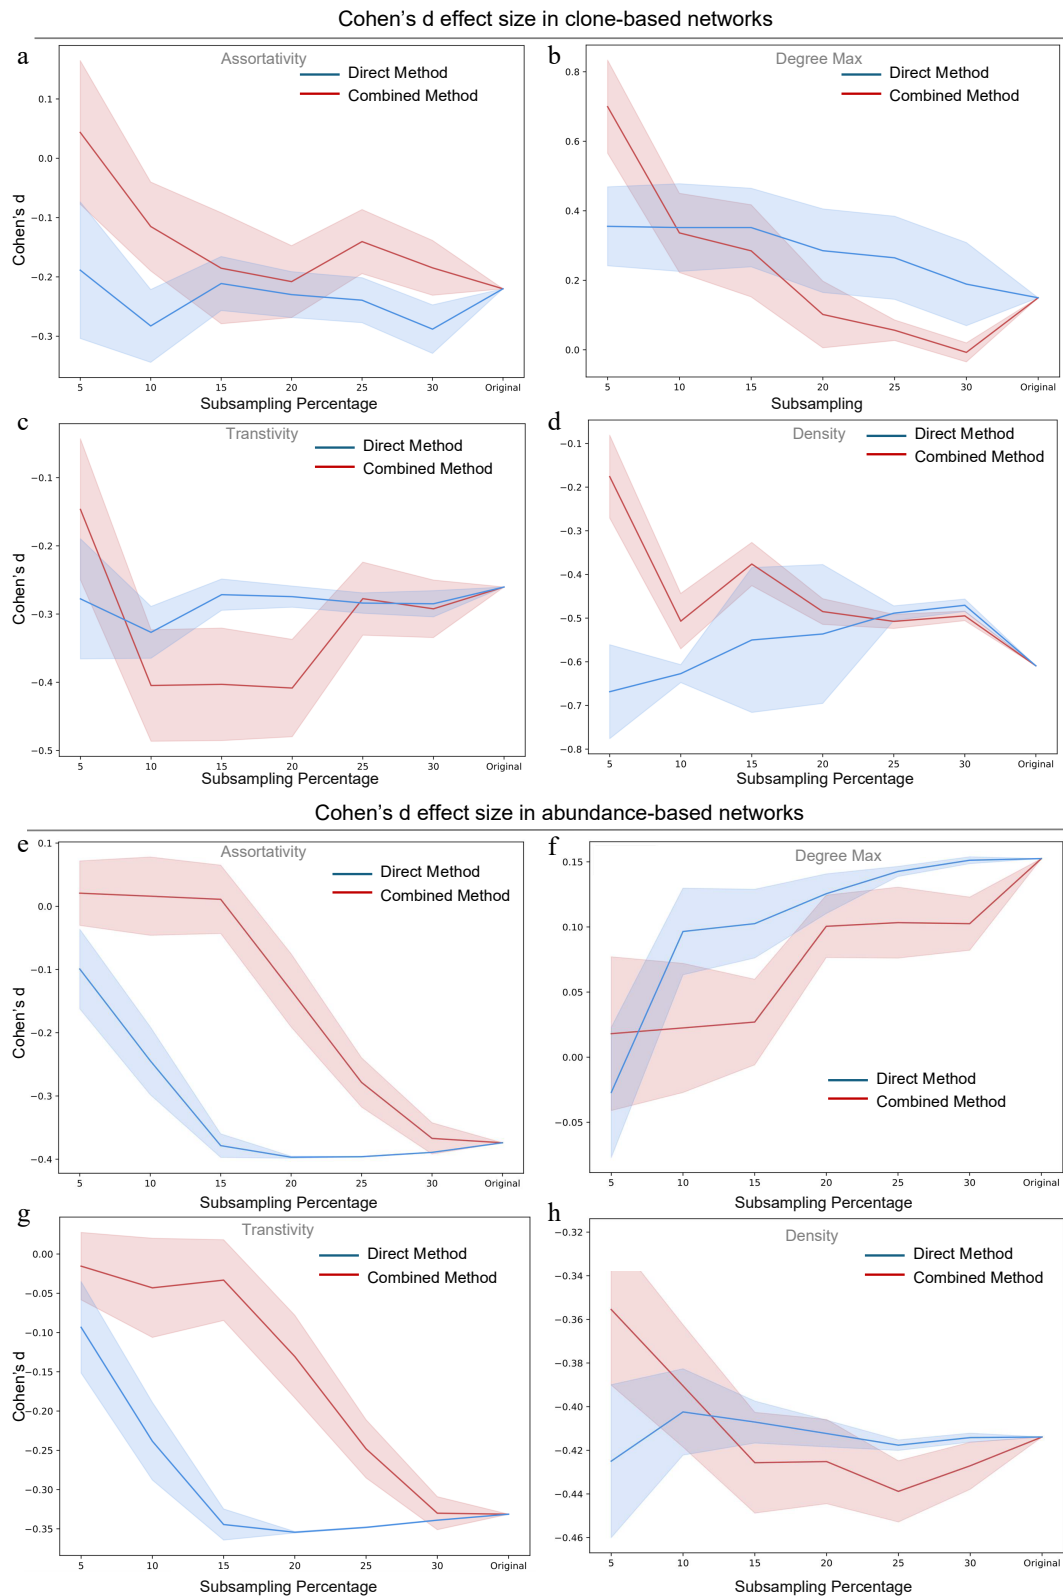 Cohen's d effect size in clone-based networks
a
Assortativity
Direct Method
Combined Method
0.1
0.0
−0.1
−0.2
−0.3
Cohen's d
5
10
15
20
25
30
Original
Subsampling Percentage
b
Degree Max
Direct Method
Combined Method
0.8
0.6
0.4
0.2
0.0
5
10
15
20
25
30
Original
Subsampling
c
Transtivity
Direct Method
Combined Method
−0.1
−0.2
−0.3
−0.4
−0.5
Cohen's d
5
10
15
20
25
30
Original
Subsampling Percentage
d
Density
Direct Method
Combined Method
−0.1
−0.2
−0.3
−0.4
−0.5
−0.6
−0.7
−0.8
5
10
15
20
25
30
Original
Subsampling Percentage
Cohen's d effect size in abundance-based networks
e
Assortativity
Direct Method
Combined Method
0.1
0.0
−0.1
−0.2
−0.3
−0.4
Cohen's d
5
10
15
20
25
30
Original
Subsampling Percentage
f
Degree Max
0.15
0.10
0.05
0.00
−0.05
Direct Method
Combined Method
5
10
15
20
25
30
Original
Subsampling Percentage
g
Transtivity
Direct Method
Combined Method
0.00
−0.05
−0.10
−0.15
−0.20
−0.25
−0.30
−0.35
Cohen's d
5
10
15
20
25
30
Original
Subsampling Percentage
h
Density
Direct Method
Combined Method
−0.32
−0.34
−0.36
−0.38
−0.40
−0.42
−0.44
−0.46
5
10
15
20
25
30
Original
Subsampling Percentage